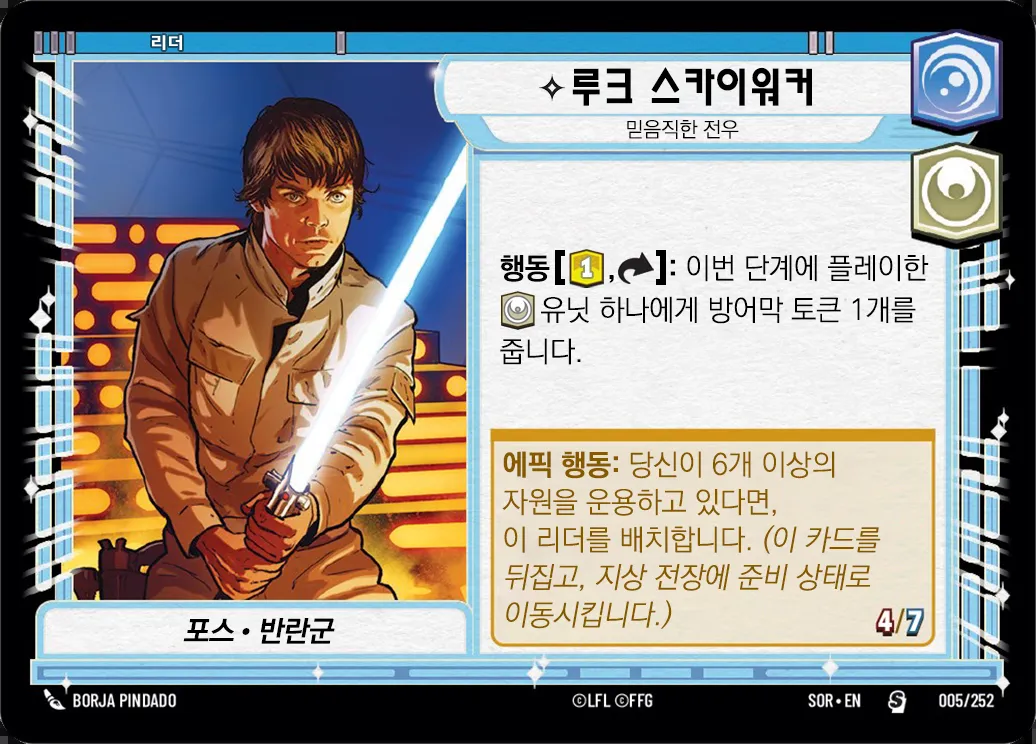 리더
루크 스카이워커
믿음직한 전우
행동[1, ]: 이번 단계에 플레이한
유닛 하나에게 방어막 토큰 1개를
줍니다.
에픽 행동: 당신이 6개 이상의
자원을 운용하고 있다면,
이 리더를 배치합니다. (이 카드를
뒤집고, 지상 전장에 준비 상태로
이동시킵니다.)
4/7
포스 • 반란군
BORJA PINDADO
©LFL ©FFG
SOR • EN
S
005/252